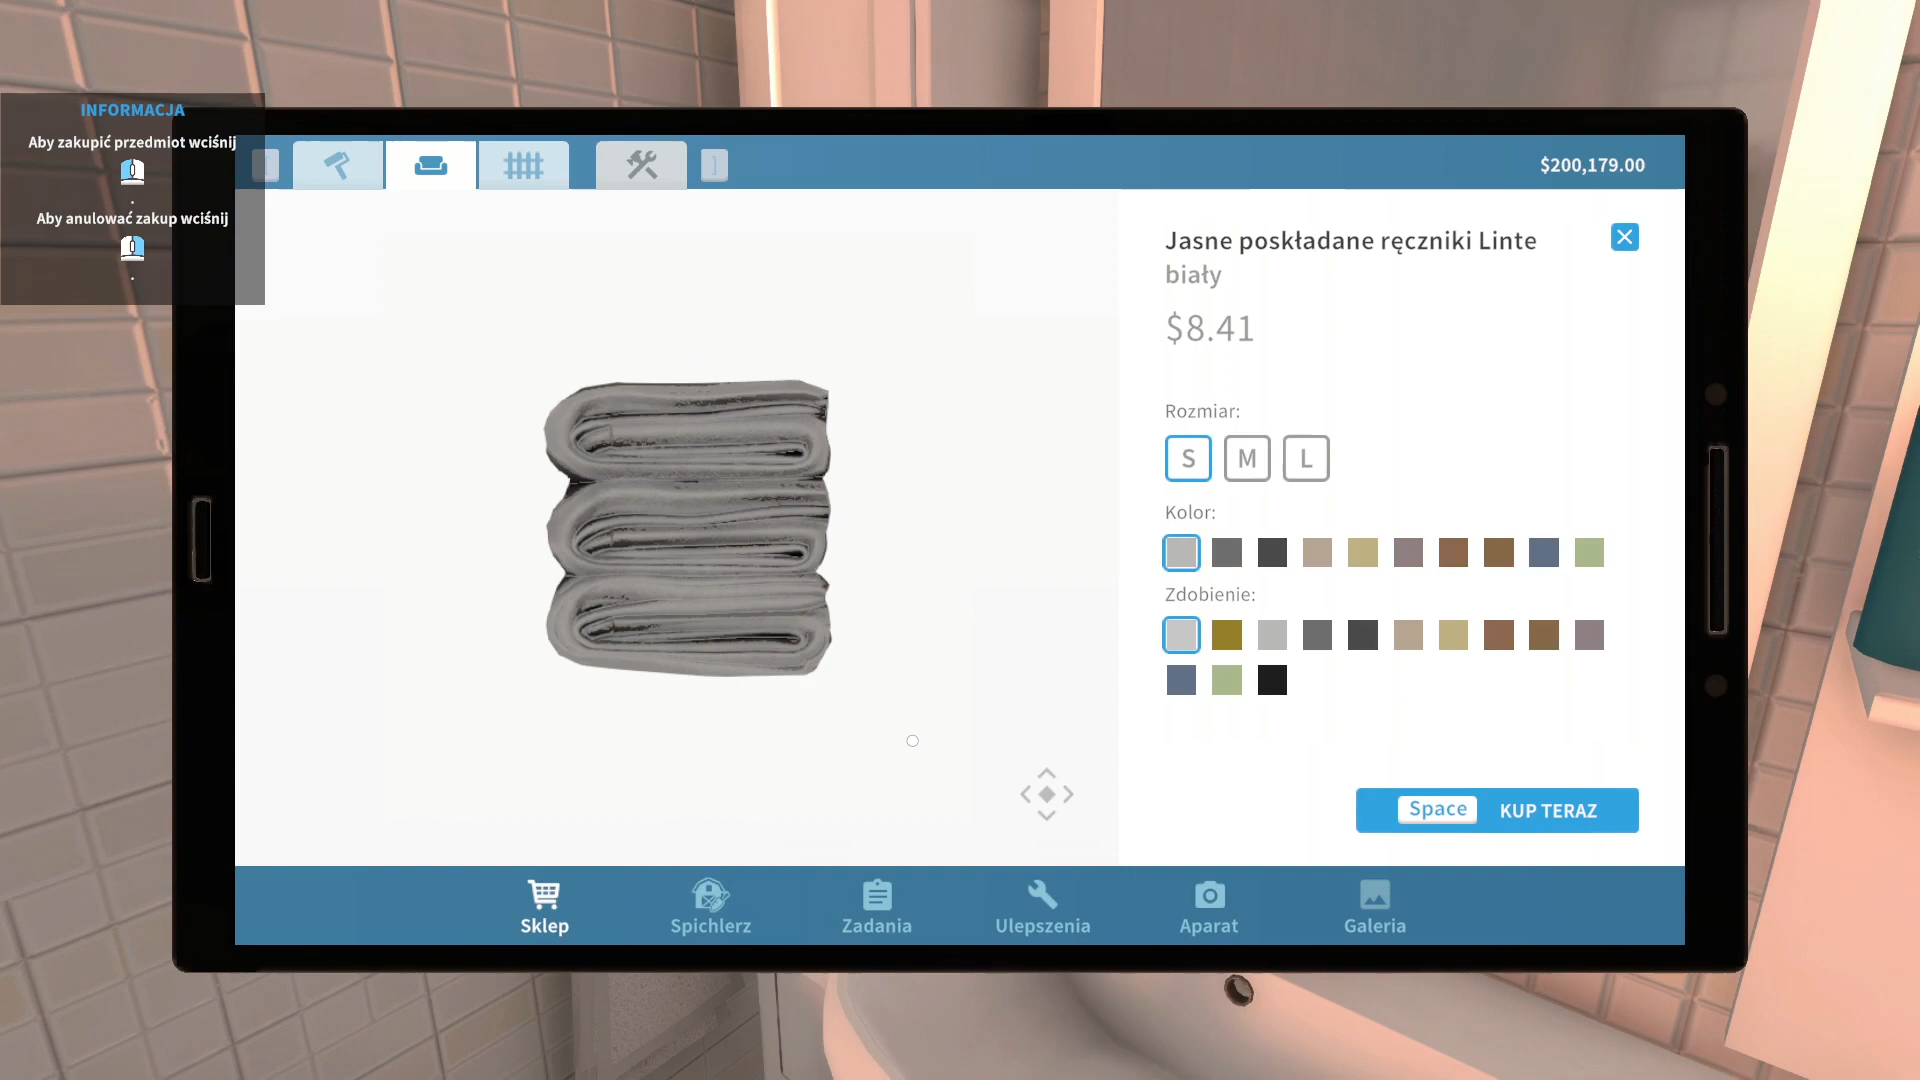 INFORMACJA
Aby zakupić przedmiot wciśnij
.
Aby anulować zakup wciśnij
.
[
]
$200,179.00
Jasne poskładane ręczniki Linte
biały
$8.41
Rozmiar:
S M L
Kolor:
Zdobienie:
Space KUP TERAZ
Sklep Spichlerz Zadania Ulepszenia Aparat Galeria